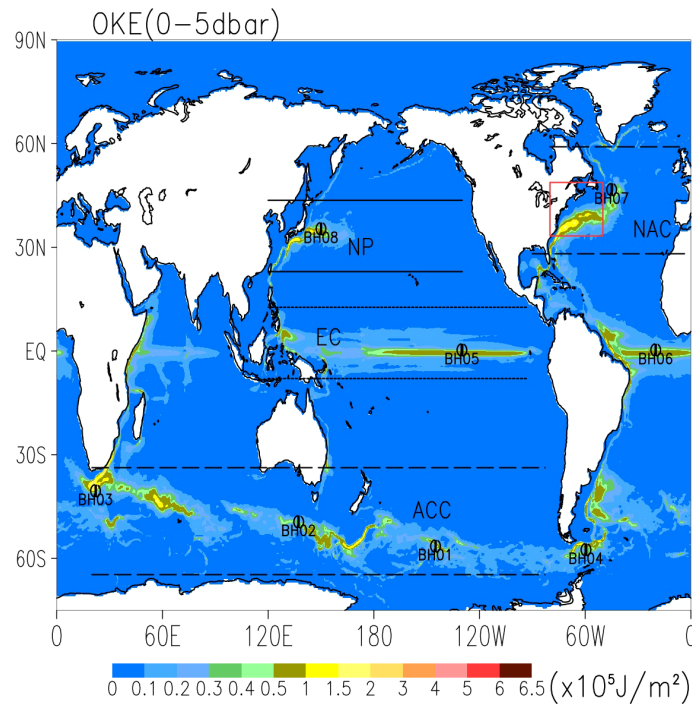 OKE(0−5dbar)
90N
60N
BH07
30N
BH08
NP
NAC
EC
EQ
BH05
BH06
30S
BH03
BH02
ACC
BH01
BH04
60S
0 60E 120E 180 120W 60W 0
0 0.1 0.2 0.3 0.4 0.5 1 1.5 2 3 4 5 6 6.5 (x10⁵J/m²)